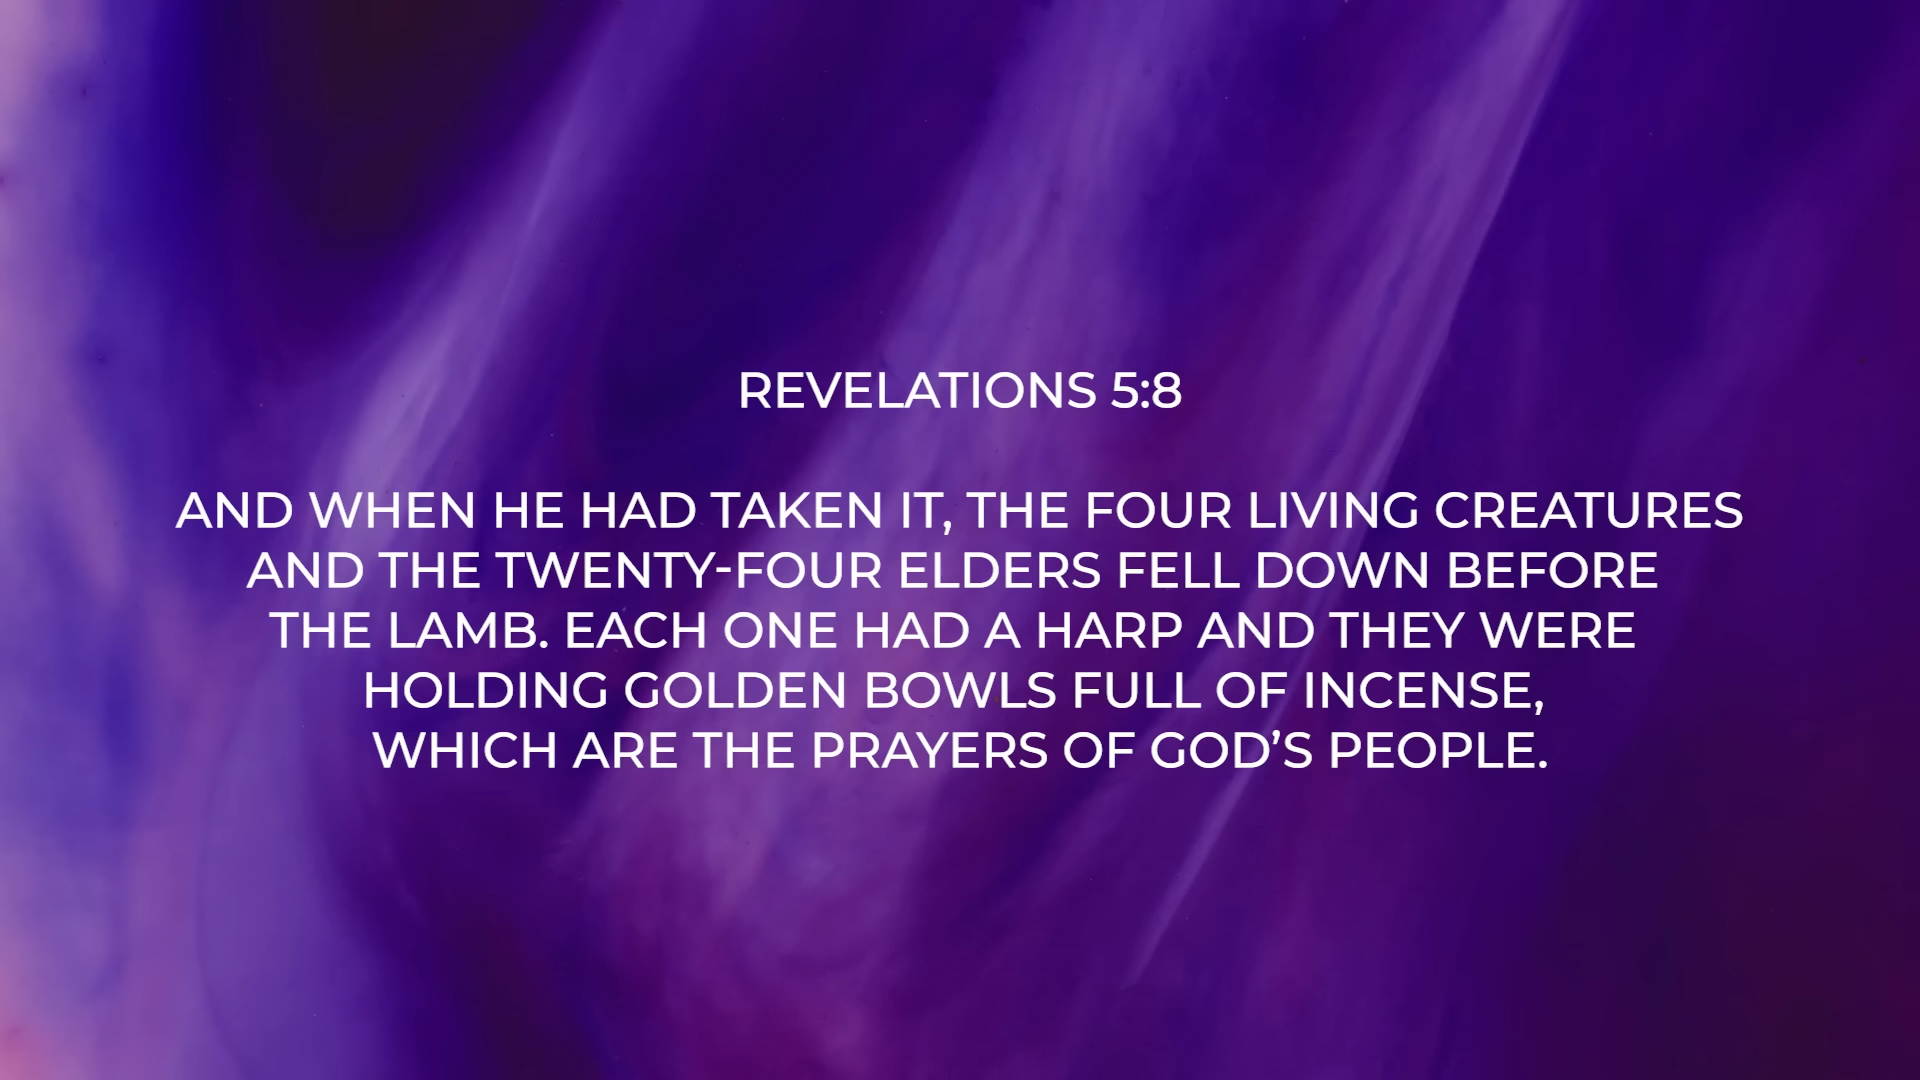 REVELATIONS 5:8
AND WHEN HE HAD TAKEN IT, THE FOUR LIVING CREATURES
AND THE TWENTY-FOUR ELDERS FELL DOWN BEFORE
THE LAMB. EACH ONE HAD A HARP AND THEY WERE
HOLDING GOLDEN BOWLS FULL OF INCENSE,
WHICH ARE THE PRAYERS OF GOD’S PEOPLE.